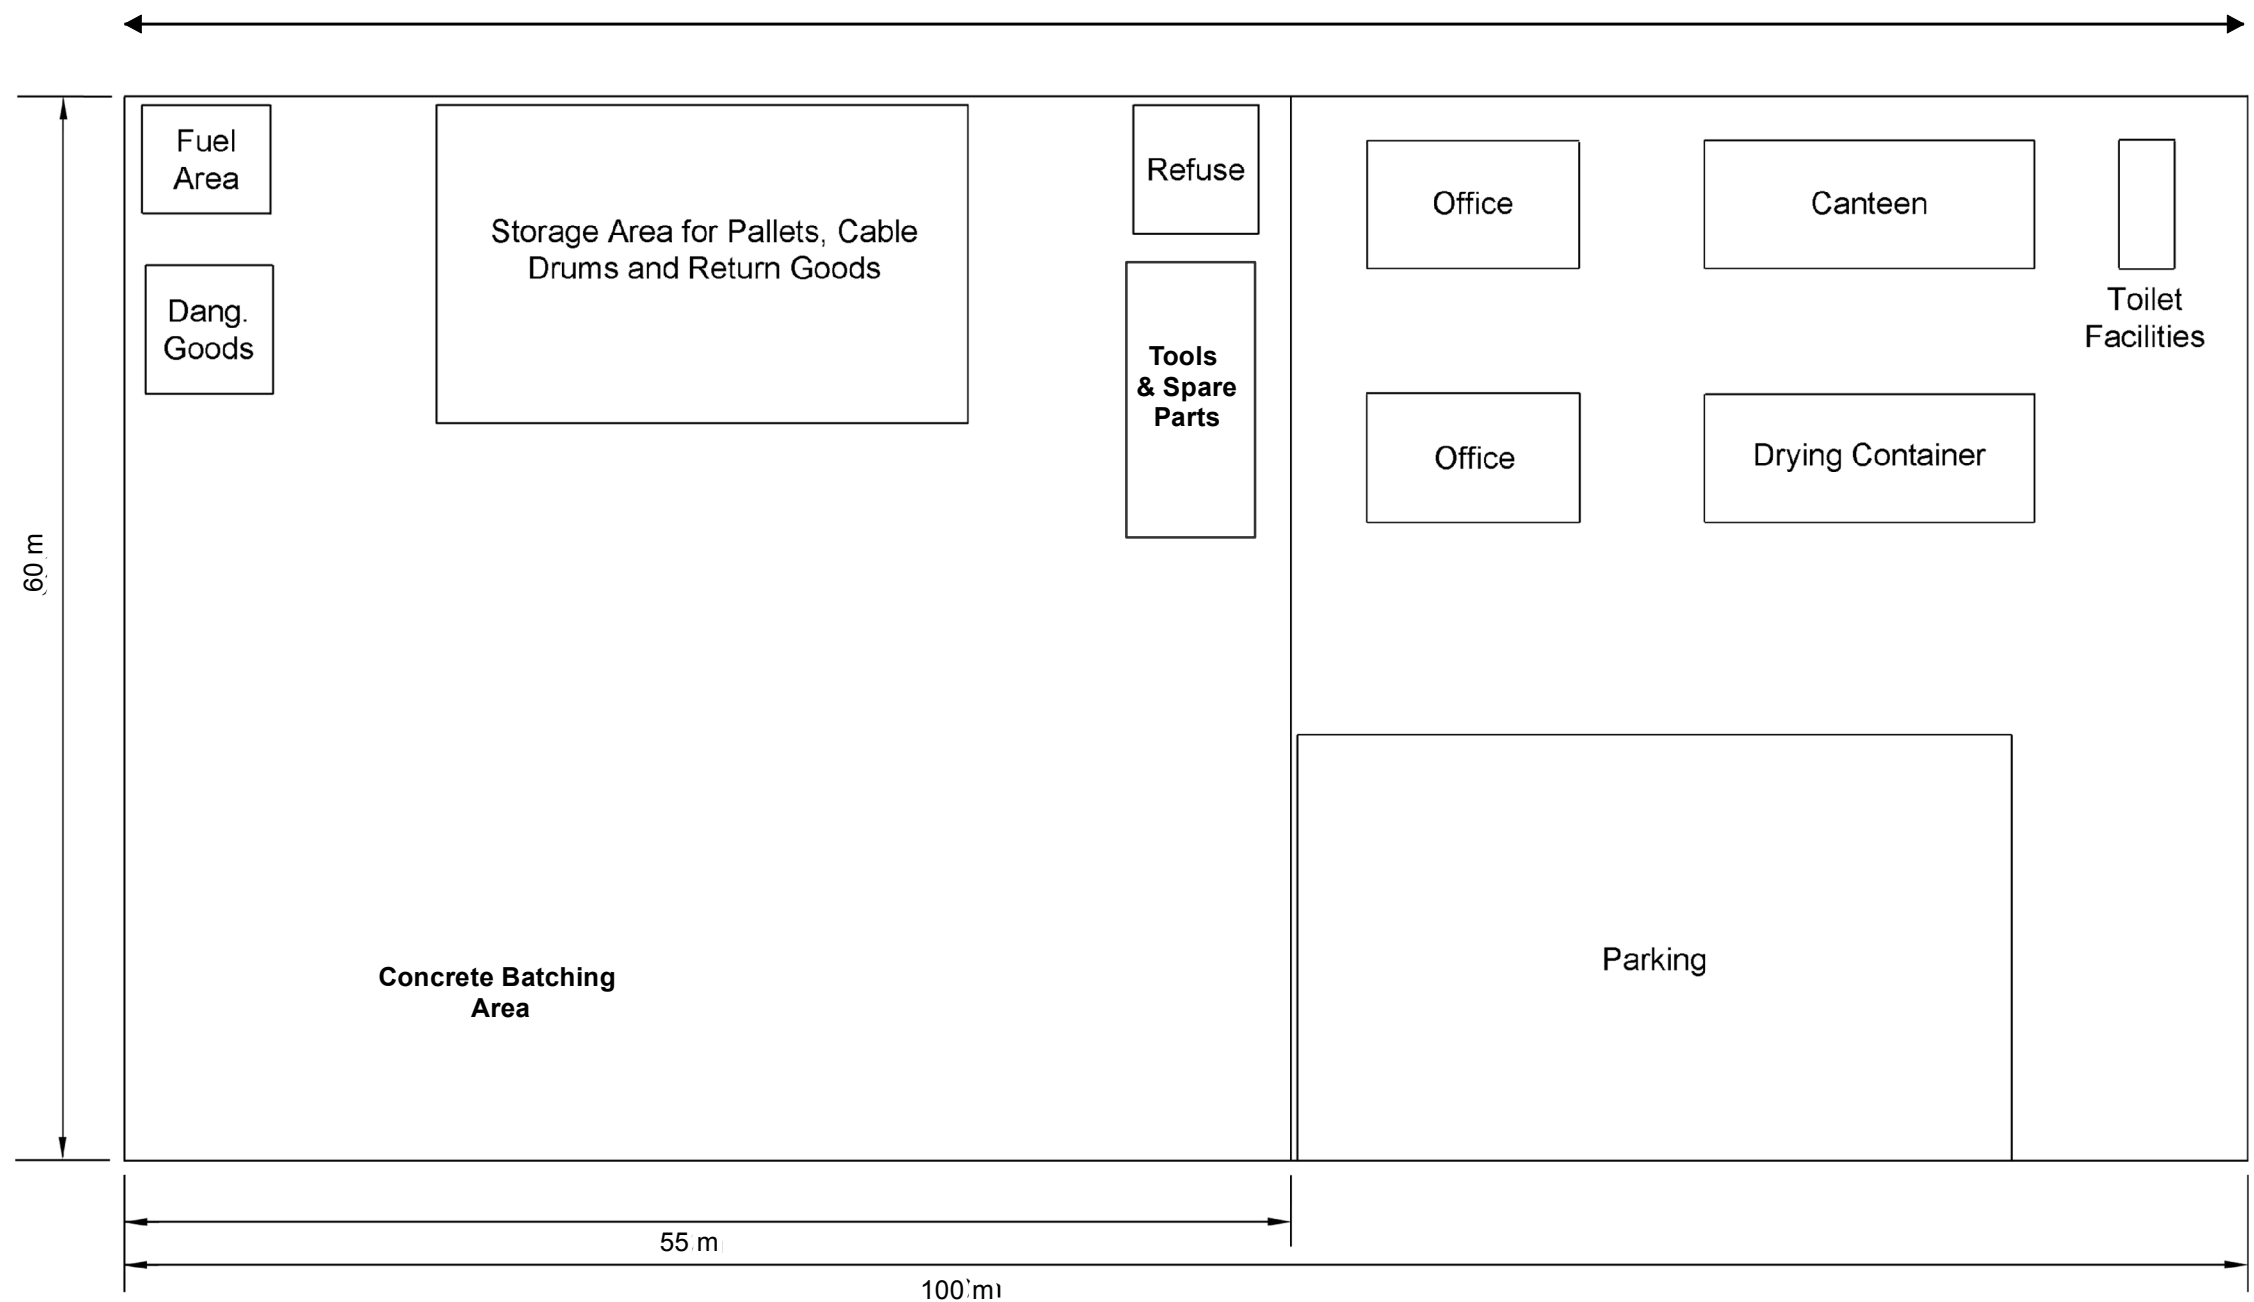 Fuel
Area
Refuse
Office
Canteen
Storage Area for Pallets, Cable
Drums and Return Goods
Toilet
Facilities
Dang.
Goods
Tools
& Spare
Parts
Office
Drying Container
60 m
Parking
Concrete Batching
Area
55 m
100 m